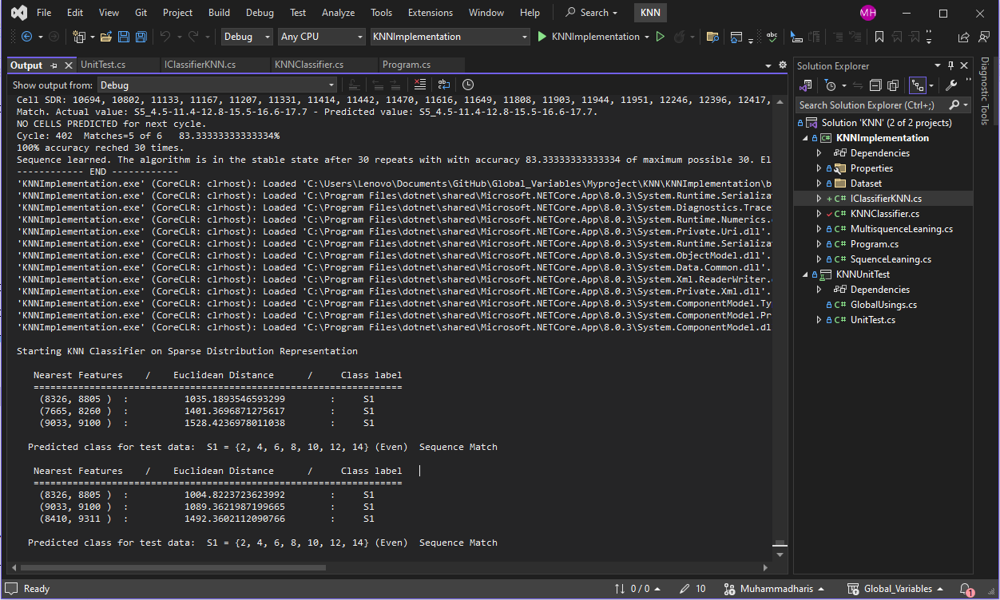 File Edit View Git Project Build Debug Test Analyze Tools Extensions Window Help Search KNN MH
Debug Any CPU KNNImplementation KNNImplementation
Output UnitTest.cs IClassifierKNN.cs KNNClassifier.cs Program.cs
Show output from: Debug
Cell SDR: 10694, 10802, 11133, 11167, 11207, 11331, 11414, 11442, 11470, 11616, 11649, 11808, 11903, 11944, 11951, 12246, 12396, 12417,
Match. Actual value: S5_4.5-11.4-12.8-15.5-16.6-17.7 - Predicted value: S5_4.5-11.4-12.8-15.5-16.6-17.7.
NO CELLS PREDICTED for next cycle.
Cycle: 402 Matches=5 of 6 83.33333333333334%
100% accuracy reched 30 times.
Sequence learned. The algorithm is in the stable state after 30 repeats with with accuracy 83.33333333333334 of maximum possible 30. El
------------ END ------------
'KNNImplementation.exe' (CoreCLR: clrhost): Loaded 'C:\Users\Lenovo\Documents\GitHub\Global_Variables\Myproject\KNN\KNNImplementation\b
'KNNImplementation.exe' (CoreCLR: clrhost): Loaded 'C:\Program Files\dotnet\shared\Microsoft.NETCore.App\8.0.3\System.Runtime.Serializa
'KNNImplementation.exe' (CoreCLR: clrhost): Loaded 'C:\Program Files\dotnet\shared\Microsoft.NETCore.App\8.0.3\System.Diagnostics.Trace
'KNNImplementation.exe' (CoreCLR: clrhost): Loaded 'C:\Program Files\dotnet\shared\Microsoft.NETCore.App\8.0.3\System.Runtime.Numerics.
'KNNImplementation.exe' (CoreCLR: clrhost): Loaded 'C:\Program Files\dotnet\shared\Microsoft.NETCore.App\8.0.3\System.Private.Uri.dll'.
'KNNImplementation.exe' (CoreCLR: clrhost): Loaded 'C:\Program Files\dotnet\shared\Microsoft.NETCore.App\8.0.3\System.Runtime.Serializa
'KNNImplementation.exe' (CoreCLR: clrhost): Loaded 'C:\Program Files\dotnet\shared\Microsoft.NETCore.App\8.0.3\System.ObjectModel.dll'.
'KNNImplementation.exe' (CoreCLR: clrhost): Loaded 'C:\Program Files\dotnet\shared\Microsoft.NETCore.App\8.0.3\System.Data.Common.dll'.
'KNNImplementation.exe' (CoreCLR: clrhost): Loaded 'C:\Program Files\dotnet\shared\Microsoft.NETCore.App\8.0.3\System.Xml.ReaderWriter.
'KNNImplementation.exe' (CoreCLR: clrhost): Loaded 'C:\Program Files\dotnet\shared\Microsoft.NETCore.App\8.0.3\System.Private.Xml.dll'.
'KNNImplementation.exe' (CoreCLR: clrhost): Loaded 'C:\Program Files\dotnet\shared\Microsoft.NETCore.App\8.0.3\System.ComponentModel.Ty
'KNNImplementation.exe' (CoreCLR: clrhost): Loaded 'C:\Program Files\dotnet\shared\Microsoft.NETCore.App\8.0.3\System.ComponentModel.Pr
'KNNImplementation.exe' (CoreCLR: clrhost): Loaded 'C:\Program Files\dotnet\shared\Microsoft.NETCore.App\8.0.3\System.ComponentModel.dl
Starting KNN Classifier on Sparse Distribution Representation
Nearest Features / Euclidean Distance / Class label
==================================================================
(8326, 8805 ) : 1035.1893546593299 : S1
(7665, 8260 ) : 1401.3696871275617 : S1
(9033, 9100 ) : 1528.4236978011038 : S1
Predicted class for test data: S1 = {2, 4, 6, 8, 10, 12, 14} (Even) Sequence Match
Nearest Features / Euclidean Distance / Class label
==================================================================
(8326, 8805 ) : 1004.8223723623992 : S1
(9033, 9100 ) : 1089.3621987199665 : S1
(8410, 9311 ) : 1492.3602112090766 : S1
Predicted class for test data: S1 = {2, 4, 6, 8, 10, 12, 14} (Even) Sequence Match
Solution Explorer
Search Solution Explorer (Ctrl+;)
Solution 'KNN' (2 of 2 projects)
KNNImplementation
Dependencies
Properties
Dataset
C# IClassifierKNN.cs
C# KNNClassifier.cs
C# MultisquenceLeaning.cs
C# Program.cs
C# SquenceLeaning.cs
KNNUnitTest
Dependencies
C# GlobalUsings.cs
C# UnitTest.cs
Diagnostic Tools
Ready 0 / 0 10 Muhammadharis Global_Variables 1